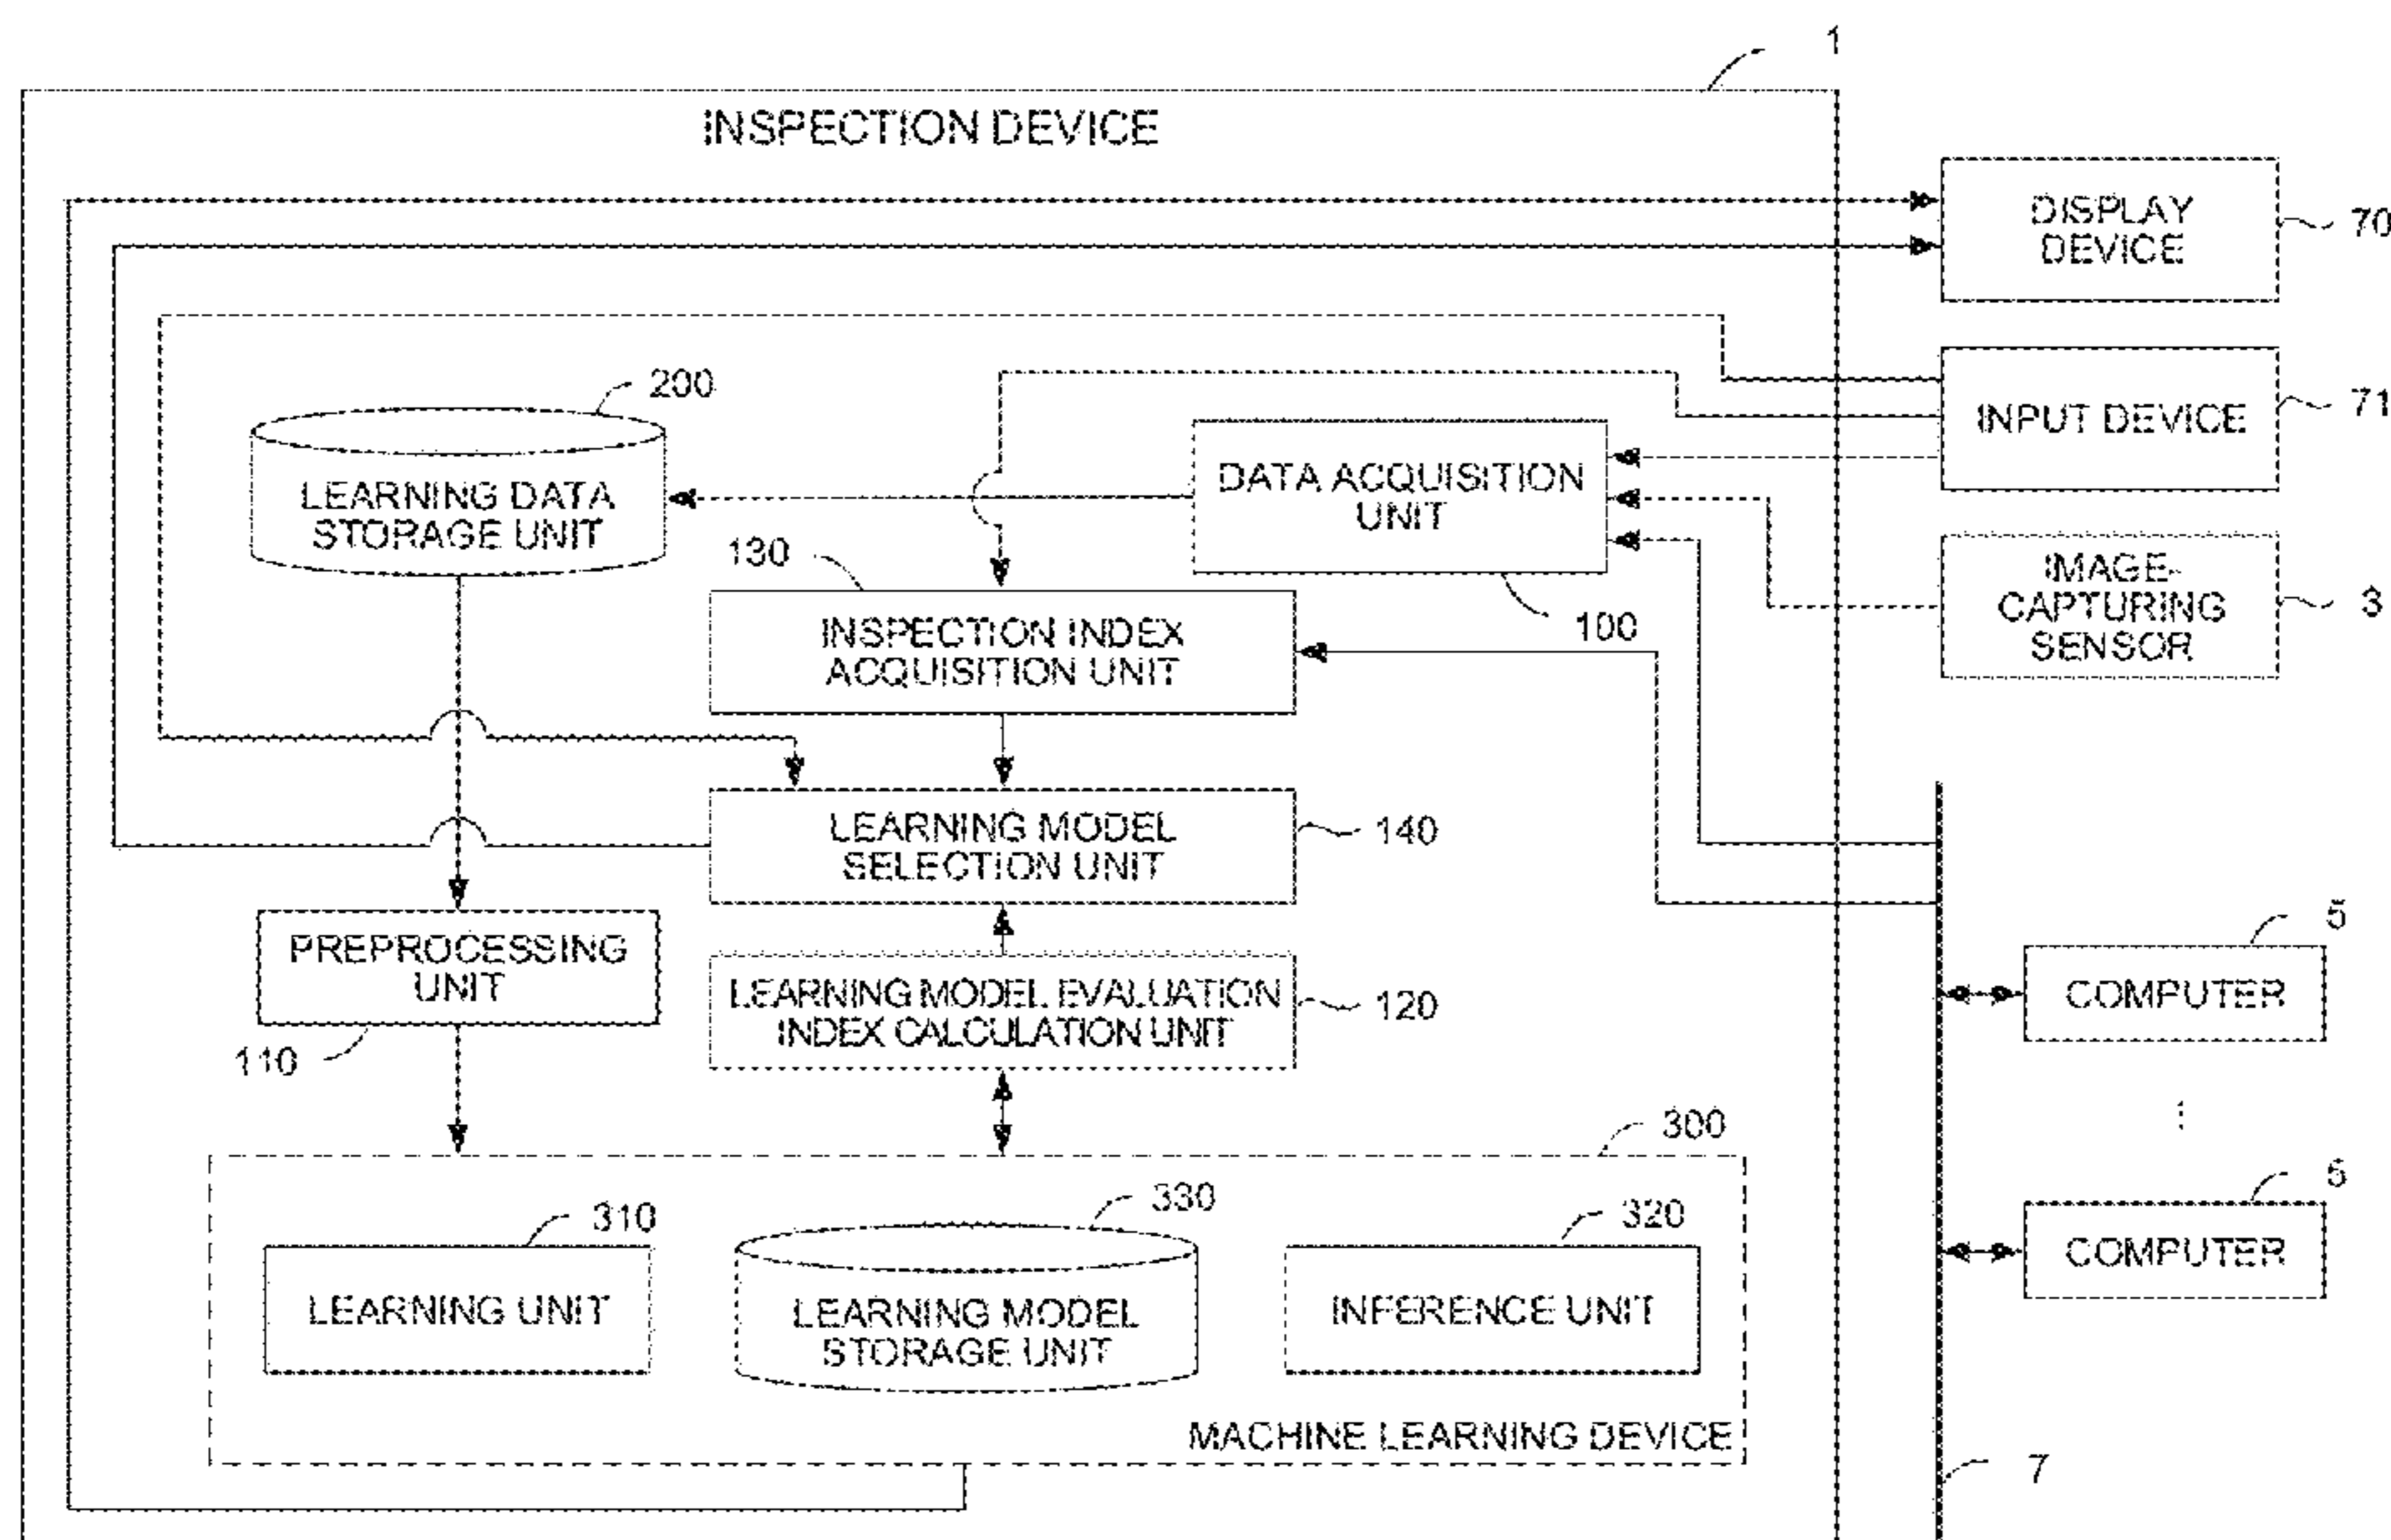 1
INSPECTION DEVICE
DISPLAY
DEVICE
70
200
INPUT DEVICE
71
LEARNING DATA
STORAGE UNIT
DATA ACQUISITION
UNIT
130
100
IMAGE-
CAPTURING
SENSOR
3
INSPECTION INDEX
ACQUISITION UNIT
LEARNING MODEL
SELECTION UNIT
140
PREPROCESSING
UNIT
110
LEARNING MODEL EVALUATION
INDEX CALCULATION UNIT
120
5
COMPUTER
300
5
COMPUTER
310
330
320
LEARNING UNIT
LEARNING MODEL
STORAGE UNIT
INFERENCE UNIT
MACHINE LEARNING DEVICE
7